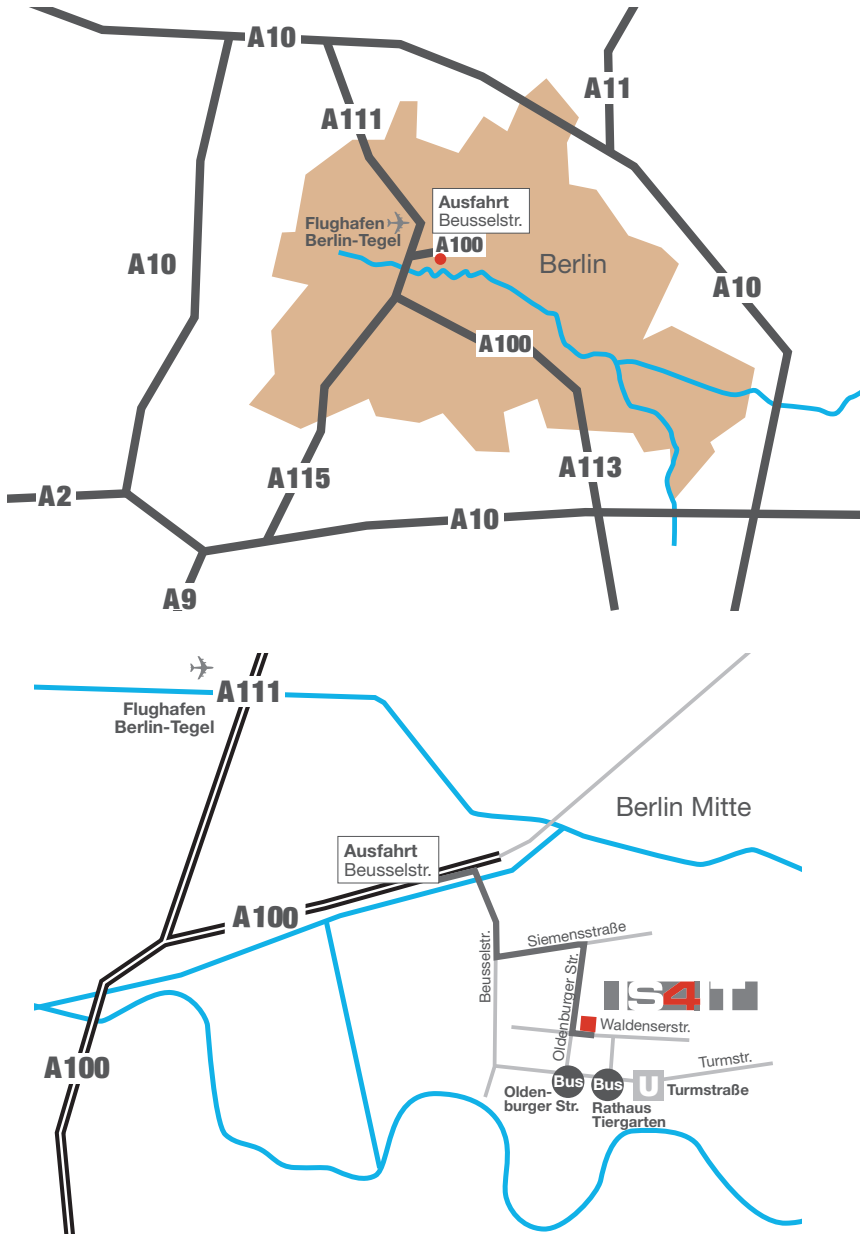 A10
A11
A111
Ausfahrt
Beusselstr.
Flughafen
Berlin-Tegel
A100
A10
Berlin
A10
A100
A115
A113
A2
A10
A9
A111
Flughafen
Berlin-Tegel
Berlin Mitte
Ausfahrt
Beusselstr.
A100
Siemensstraße
Beusselstr.
Oldenburger Str.
IS4IT
Waldenserstr.
A100
Turmstr.
Bus
Bus
U
Turmstraße
Olden-
burger Str.
Rathaus
Tiergarten